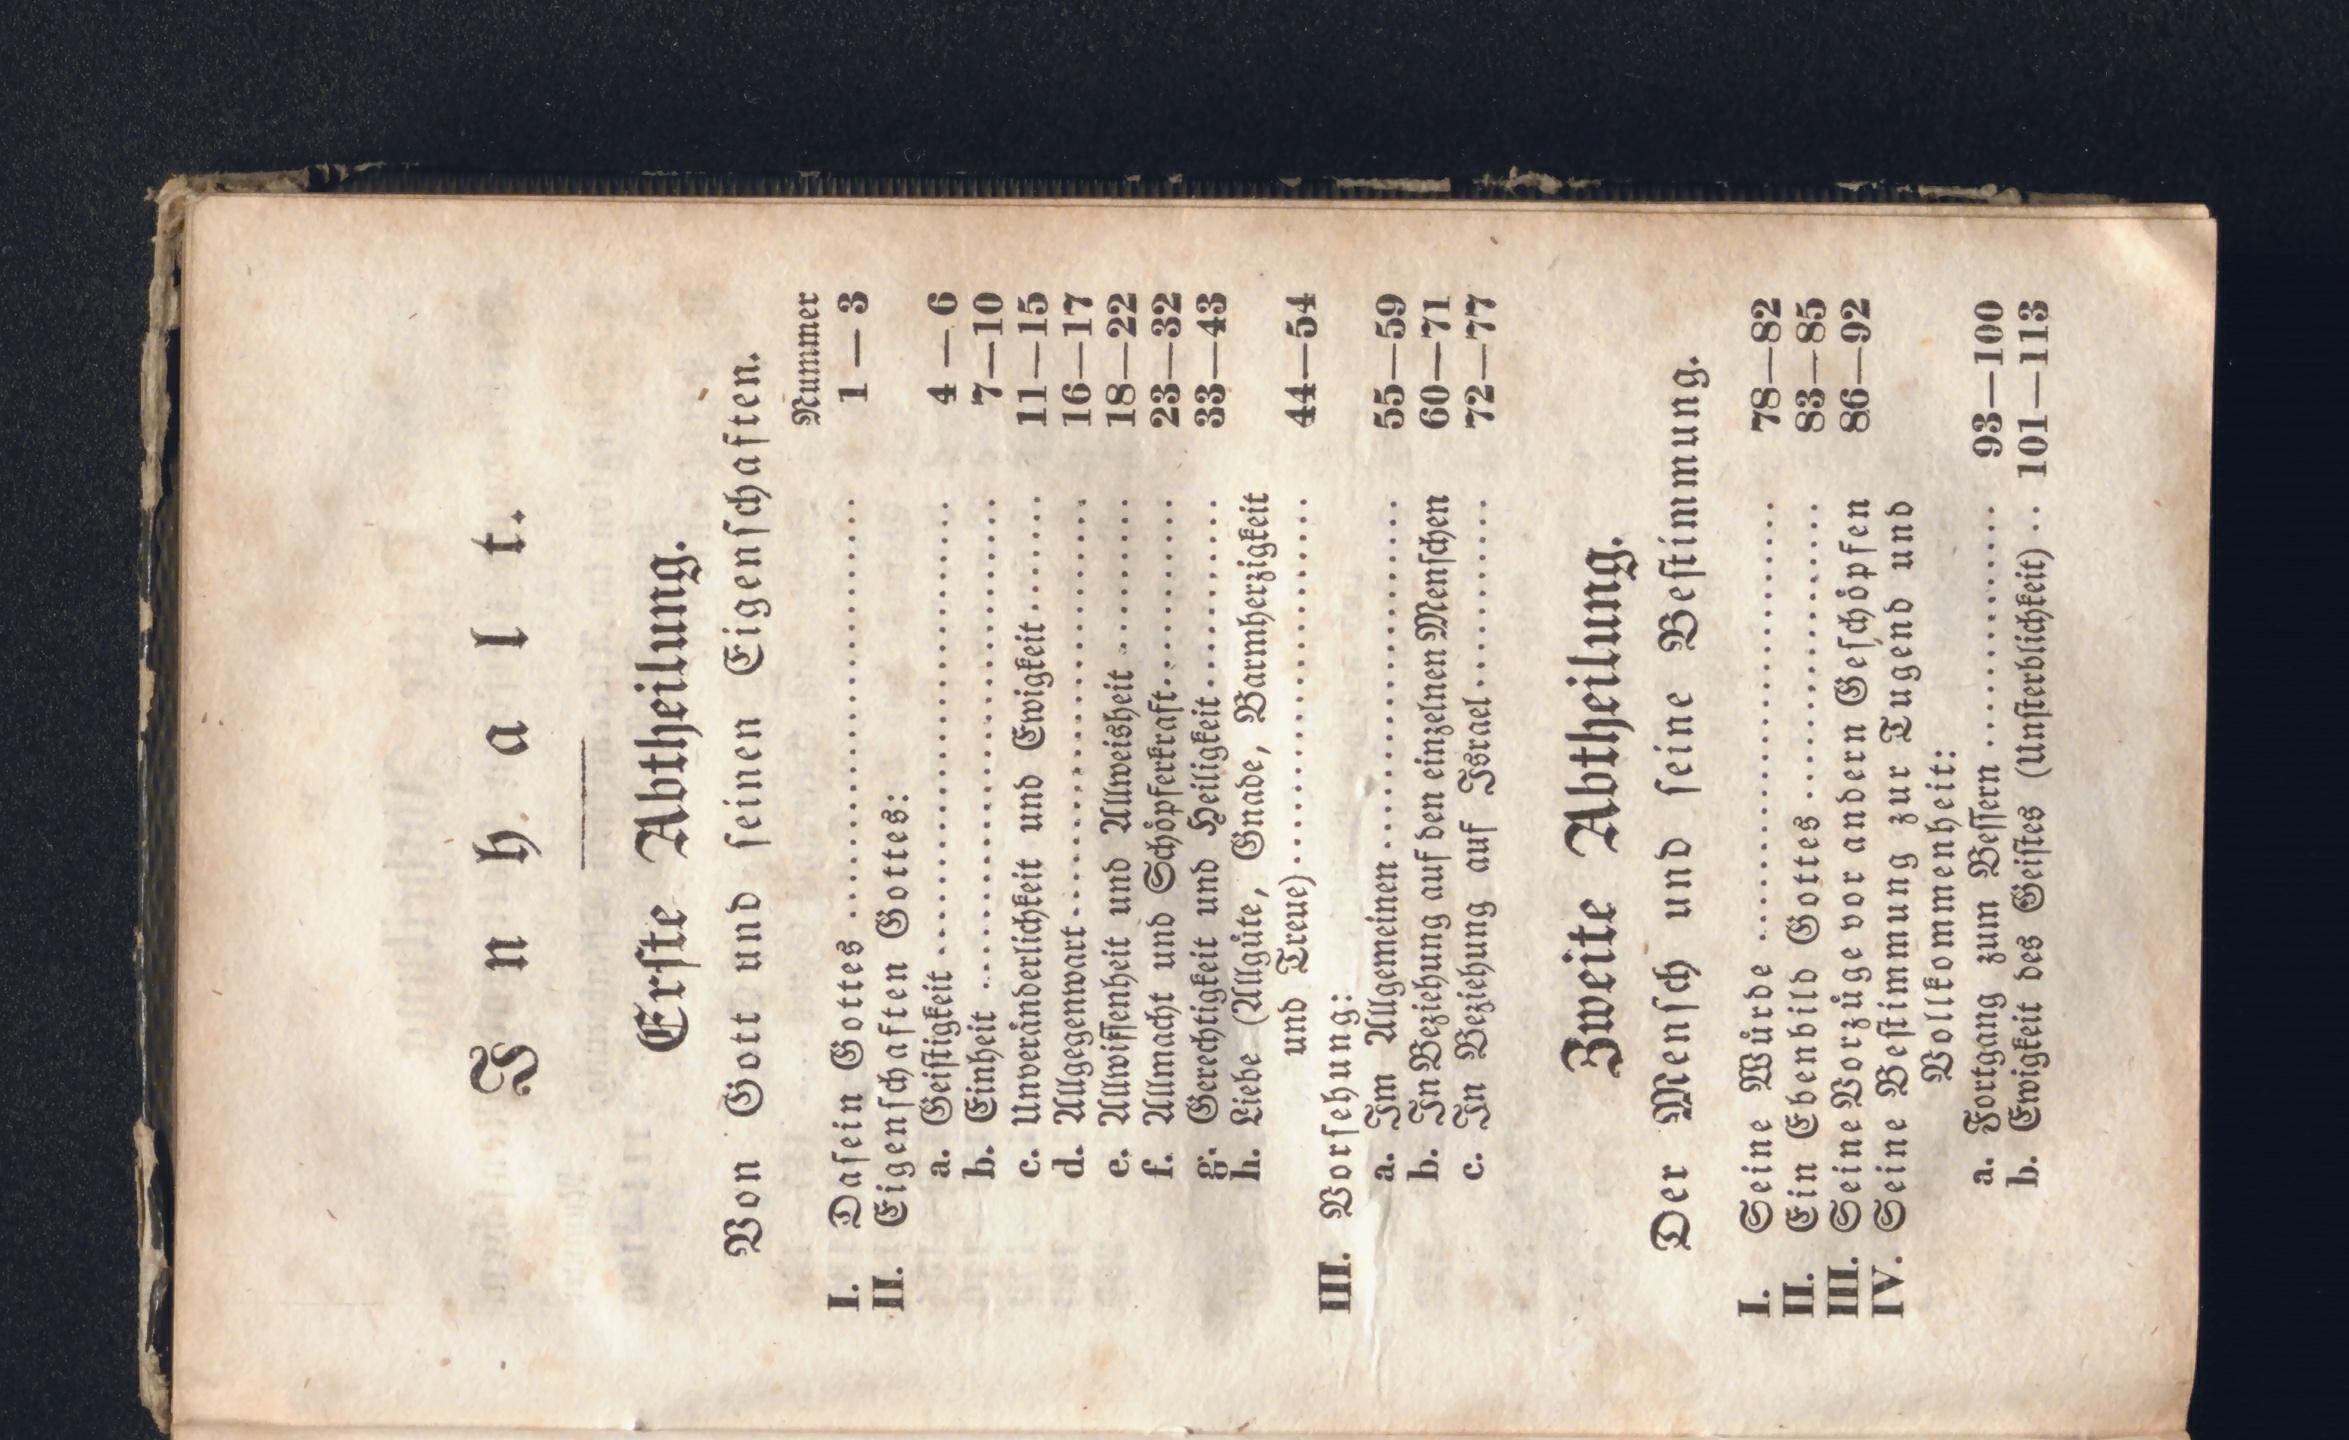 Inhalt.
Erste Abtheilung.
Von Gott und seinen Eigenschaften.
Nummer
I. Dasein Gottes ........................ 1—3
II. Eigenschaften Gottes:
a. Geistigkeit ........................ 4—6
b. Einheit ........................ 7—10
c. Unveränderlichkeit und Ewigkeit ....... 11—15
d. Allgegenwart ........................ 16—17
e. Allwissenheit und Allweisheit ......... 18—22
f. Allmacht und Schöpferkraft ........... 23—32
g. Gerechtigkeit und Heiligkeit ........... 33—43
h. Liebe (Allgüte, Gnade, Barmherzigkeit
und Treue) ........................ 44—54
III. Vorsehung:
a. Im Allgemeinen ........................ 55—59
b. In Beziehung auf den einzelnen Menschen 60—71
c. In Beziehung auf Israel ............ 72—77
Zweite Abtheilung.
Der Mensch und seine Bestimmung.
I. Seine Würde ........................ 78—82
II. Ein Ebenbild Gottes ................. 83—85
III. Seine Vorzüge vor andern Geschöpfen 86—92
IV. Seine Bestimmung zur Tugend und
Vollkommenheit:
a. Fortgang zum Bessern .............. 93—100
b. Ewigkeit des Geistes (Unsterblichkeit) .. 101—113